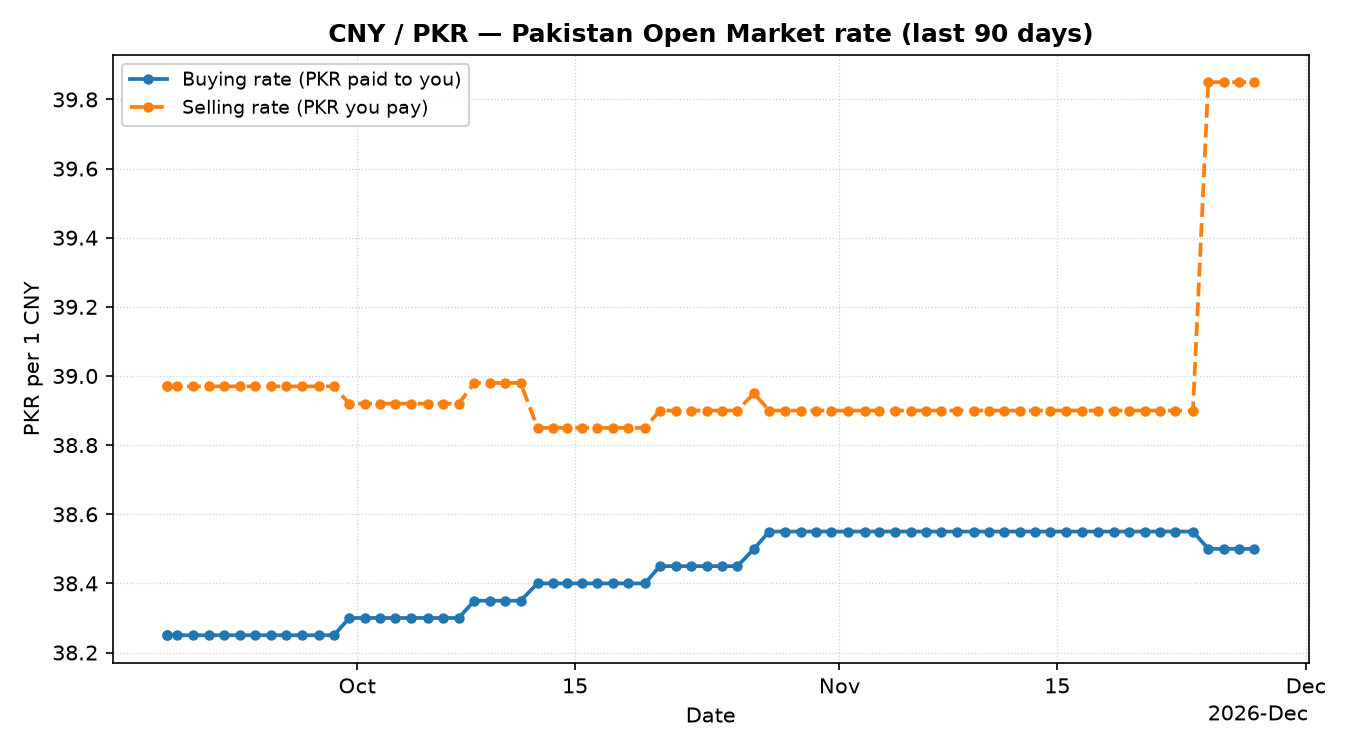 CNY / PKR — Pakistan Open Market rate (last 90 days)
Buying rate (PKR paid to you)
Selling rate (PKR you pay)
PKR per 1 CNY
39.8
39.6
39.4
39.2
39.0
38.8
38.6
38.4
38.2
Oct
15
Nov
15
Dec
Date
2026-Dec